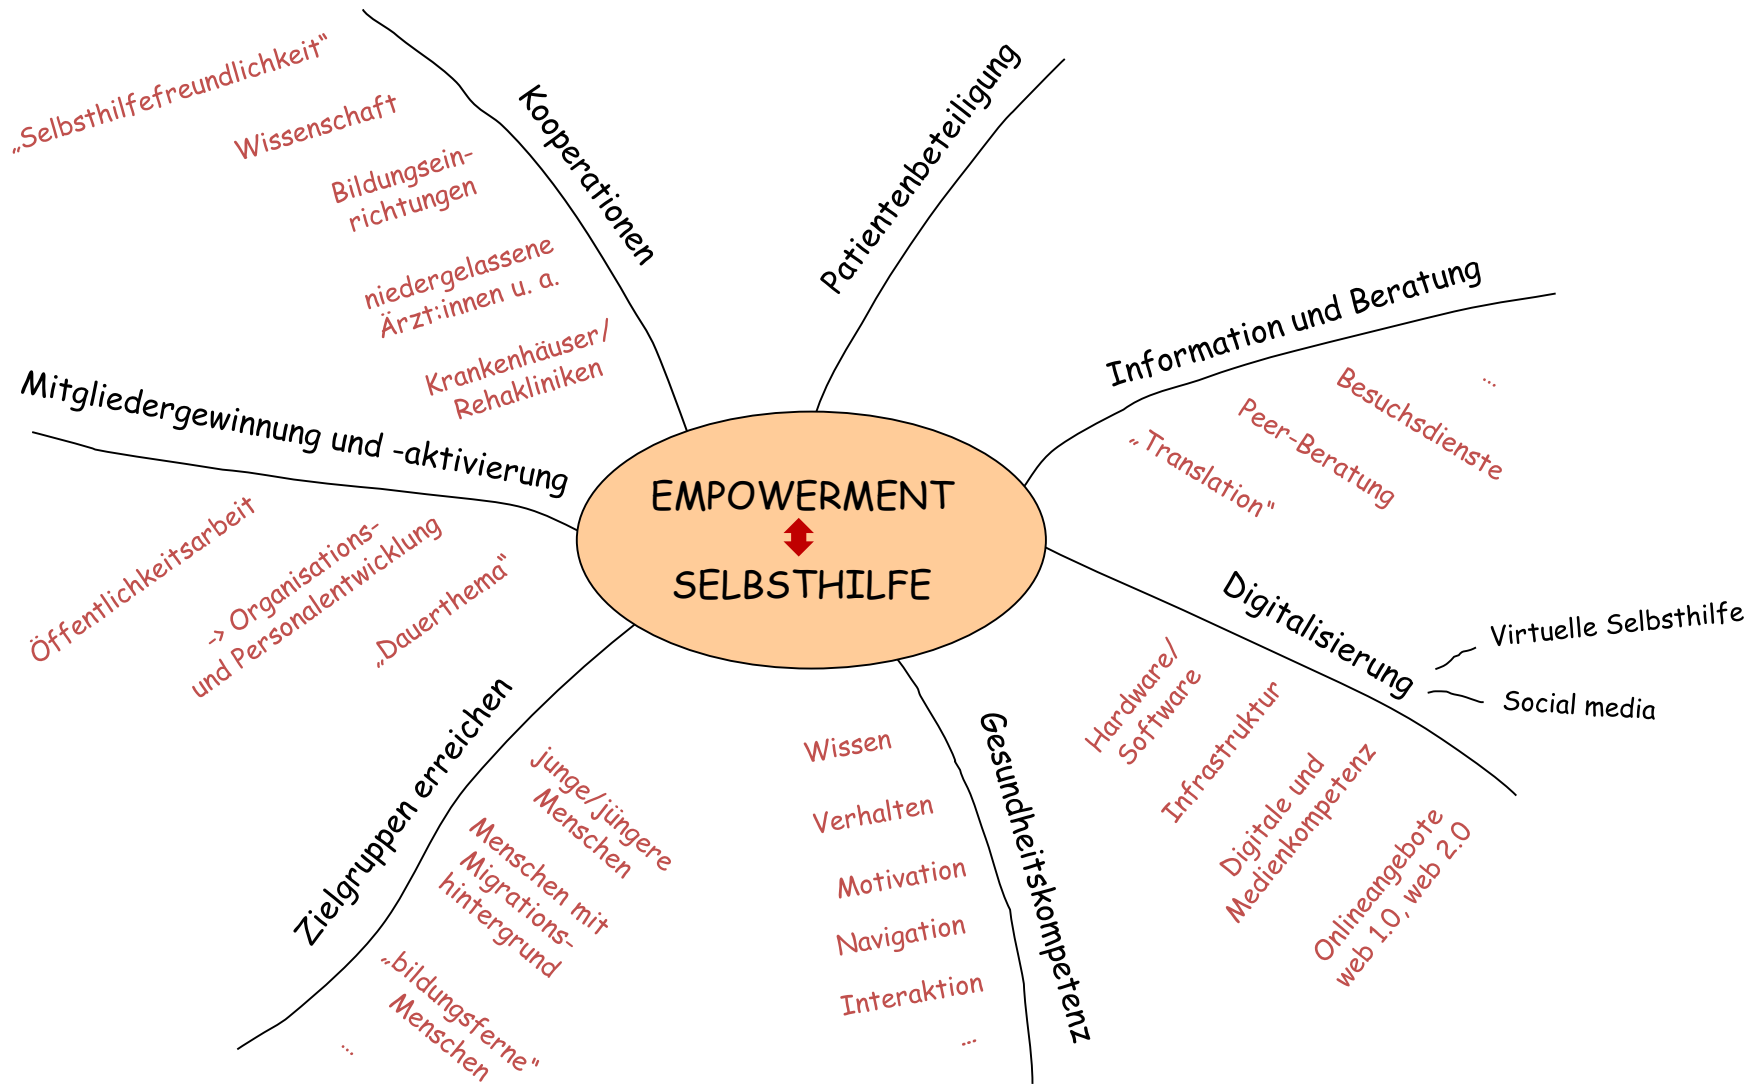 EMPOWERMENT
SELBSTHILFE
Kooperationen
„Selbsthilfefreundlichkeit“
Wissenschaft
Bildungsein-
richtungen
niedergelassene
Ärzt:innen u. a.
Krankenhäuser/
Rehakliniken
Patientenbeteiligung
Information und Beratung
„Translation“
Peer-Beratung
Besuchsdienste
...
Digitalisierung
Virtuelle Selbsthilfe
Social media
Hardware/
Software
Infrastruktur
Digitale und
Medienkompetenz
Onlineangebote
web 1.0, web 2.0
Gesundheitskompetenz
Wissen
Verhalten
Motivation
Navigation
Interaktion
...
Zielgruppen erreichen
junge/jüngere
Menschen
Menschen mit
Migrations-
hintergrund
„bildungsferne“
Menschen
...
Mitgliedergewinnung und -aktivierung
Öffentlichkeitsarbeit
-> Organisations-
und Personalentwicklung
„Dauerthema“